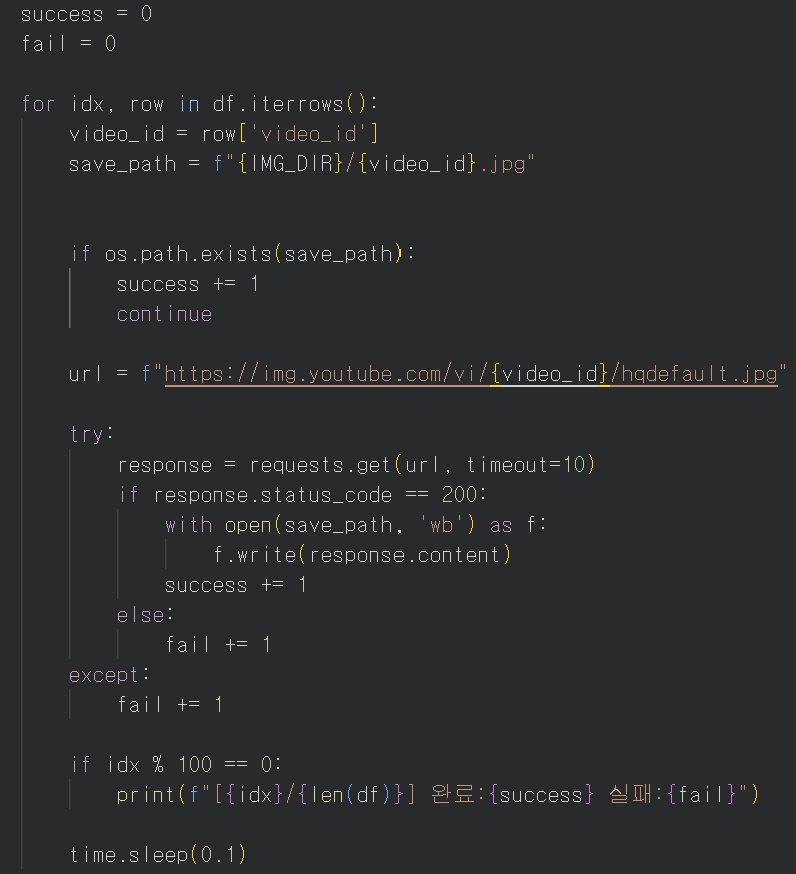 success = 0
fail = 0
for idx, row in df.iterrows():
    video_id = row['video_id']
    save_path = f"{IMG_DIR}/{video_id}.jpg"
    if os.path.exists(save_path):
        success += 1
        continue
    url = f"https://img.youtube.com/vi/{video_id}/hqdefault.jpg"
    try:
        response = requests.get(url, timeout=10)
        if response.status_code == 200:
            with open(save_path, 'wb') as f:
                f.write(response.content)
            success += 1
        else:
            fail += 1
    except:
        fail += 1
    if idx % 100 == 0:
        print(f"[{idx}/{len(df)}] 완료:{success} 실패:{fail}")
    time.sleep(0.1)